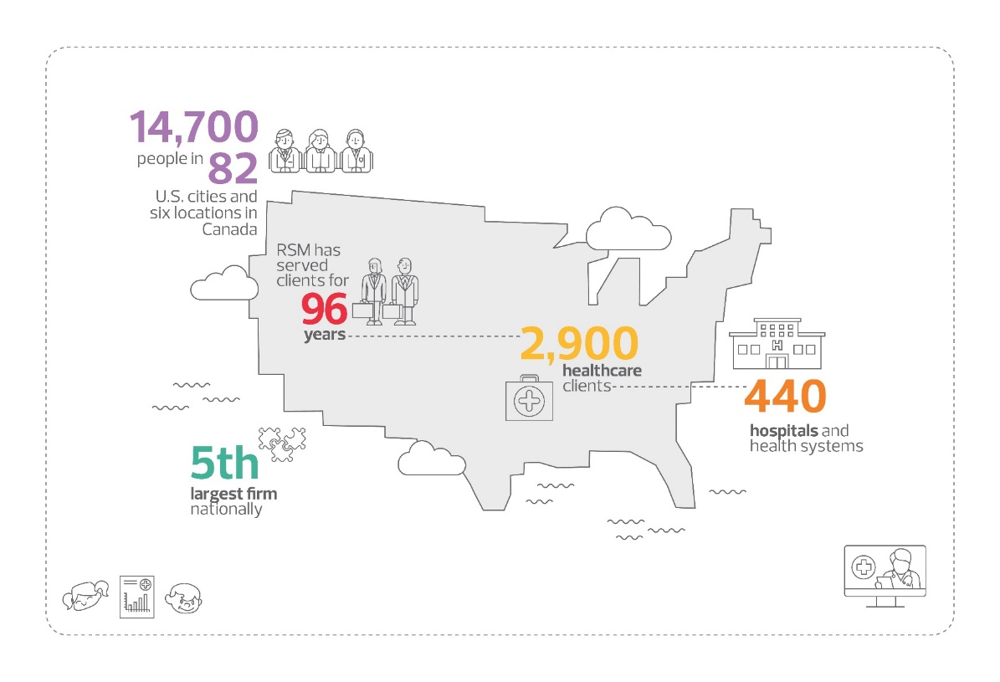 14,700
people in 82
U.S. cities and
six locations in
Canada
RSM has
served
clients for
96
years
2,900
healthcare
clients
H
440
hospitals and
health systems
5th
largest firm
nationally